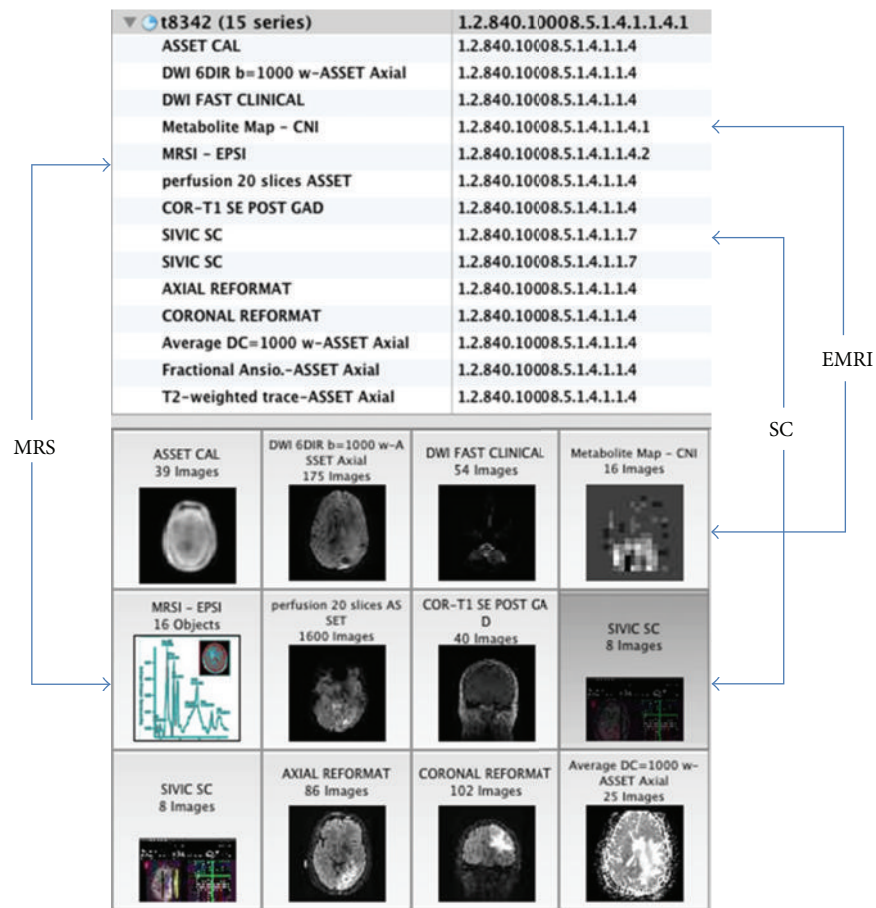 t8342 (15 series) 1.2.840.10008.5.1.4.1.1.4.1
ASSET CAL 1.2.840.10008.5.1.4.1.1.4
DWI 6DIR b=1000 w-ASSET Axial 1.2.840.10008.5.1.4.1.1.4
DWI FAST CLINICAL 1.2.840.10008.5.1.4.1.1.4
Metabolite Map - CNI 1.2.840.10008.5.1.4.1.1.4.1
MRSI - EPSI 1.2.840.10008.5.1.4.1.1.4.2
perfusion 20 slices ASSET 1.2.840.10008.5.1.4.1.1.4
COR-T1 SE POST GAD 1.2.840.10008.5.1.4.1.1.4
SIVIC SC 1.2.840.10008.5.1.4.1.1.7
SIVIC SC 1.2.840.10008.5.1.4.1.1.7
AXIAL REFORMAT 1.2.840.10008.5.1.4.1.1.4
CORONAL REFORMAT 1.2.840.10008.5.1.4.1.1.4
Average DC=1000 w-ASSET Axial 1.2.840.10008.5.1.4.1.1.4
Fractional Ansio.-ASSET Axial 1.2.840.10008.5.1.4.1.1.4
T2-weighted trace-ASSET Axial 1.2.840.10008.5.1.4.1.1.4
EMRI
SC
MRS
ASSET CAL
39 Images
DWI 6DIR b=1000 w-A
SSET Axial
175 Images
DWI FAST CLINICAL
54 Images
Metabolite Map - CNI
16 Images
MRSI - EPSI
16 Objects
perfusion 20 slices AS
SET
1600 Images
COR-T1 SE POST GA
D
40 Images
SIVIC SC
8 Images
SIVIC SC
8 Images
AXIAL REFORMAT
86 Images
CORONAL REFORMAT
102 Images
Average DC=1000 w-
ASSET Axial
25 Images